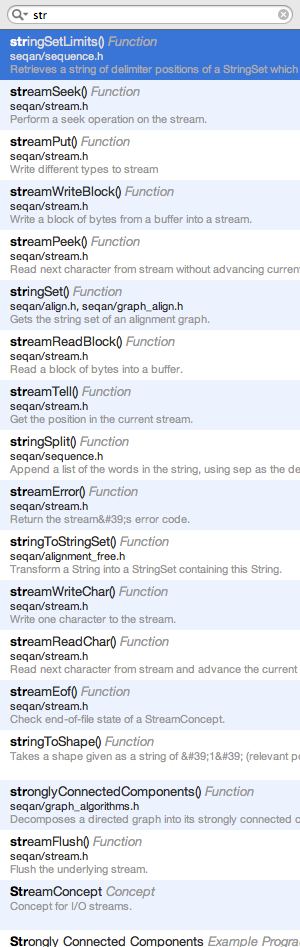 str
stringSetLimits() Function
seqan/sequence.h
Retrieves a string of delimiter positions of a StringSet which
streamSeek() Function
seqan/stream.h
Perform a seek operation on the stream.
streamPut() Function
seqan/stream.h
Write different types to stream
streamWriteBlock() Function
seqan/stream.h
Write a block of bytes from a buffer into a stream.
streamPeek() Function
seqan/stream.h
Read next character from stream without advancing current
stringSet() Function
seqan/align.h, seqan/graph_align.h
Gets the string set of an alignment graph.
streamReadBlock() Function
seqan/stream.h
Read a block of bytes into a buffer.
streamTell() Function
seqan/stream.h
Get the position in the current stream.
stringSplit() Function
seqan/sequence.h
Append a list of the words in the string, using sep as the de
streamError() Function
seqan/stream.h
Return the stream&#39;s error code.
stringToStringSet() Function
seqan/alignment_free.h
Transform a String into a StringSet containing this String.
streamWriteChar() Function
seqan/stream.h
Write one character to the stream.
streamReadChar() Function
seqan/stream.h
Read next character from stream and advance the current
streamEof() Function
seqan/stream.h
Check end-of-file state of a StreamConcept.
stringToShape() Function
Takes a shape given as a string of &#39;1&#39; (relevant po
stronglyConnectedComponents() Function
seqan/graph_algorithms.h
Decomposes a directed graph into its strongly connected c
streamFlush() Function
seqan/stream.h
Flush the underlying stream.
StreamConcept Concept
Concept for I/O streams.
Strongly Connected Components Example Progra